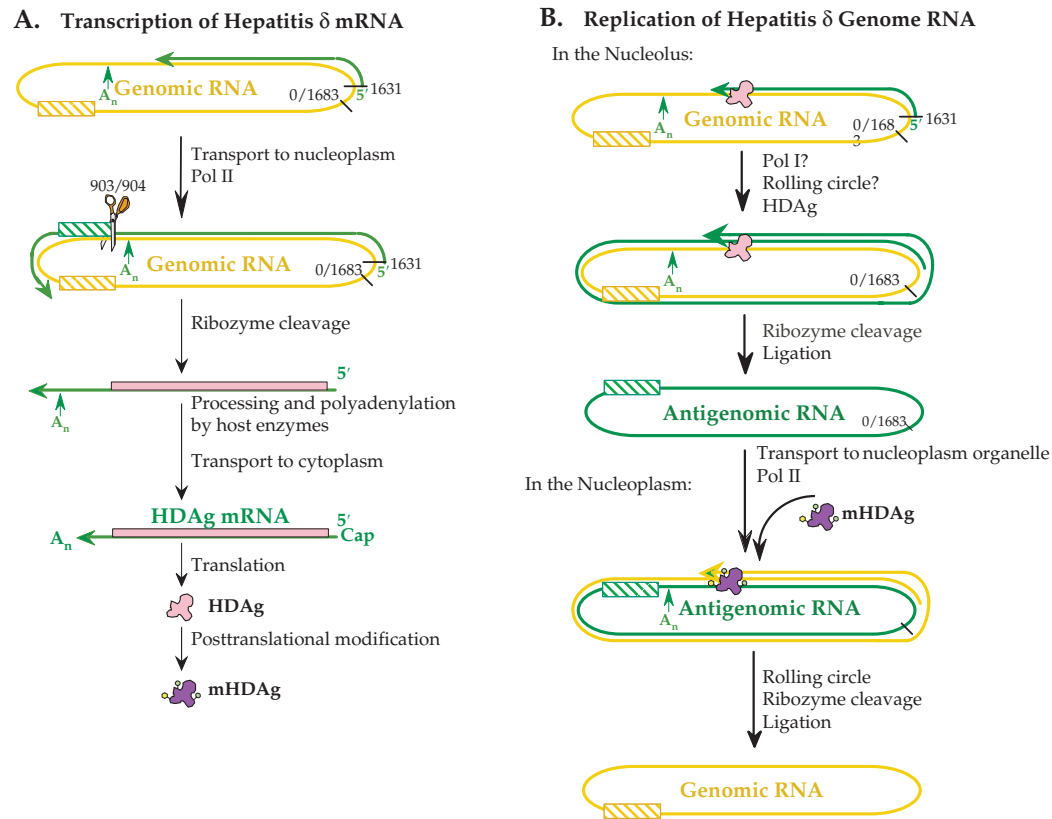 A. Transcription of Hepatitis δ mRNA
Genomic RNA
An
0/1683
5′
1631
Transport to nucleoplasm
Pol II
903/904
Genomic RNA
An
0/1683
5′
1631
Ribozyme cleavage
5′
An
Processing and polyadenylation
by host enzymes
Transport to cytoplasm
HDAg mRNA
5′
An
Cap
Translation
HDAg
Posttranslational modification
mHDAg
B. Replication of Hepatitis δ Genome RNA
In the Nucleolus:
An
Genomic RNA
0/168
3
5′
1631
Pol I?
Rolling circle?
HDAg
Genomic RNA
An
0/1683
Ribozyme cleavage
Ligation
Antigenomic RNA
0/1683
Transport to nucleoplasm organelle
Pol II
In the Nucleoplasm:
mHDAg
Antigenomic RNA
An
Rolling circle
Ribozyme cleavage
Ligation
Genomic RNA